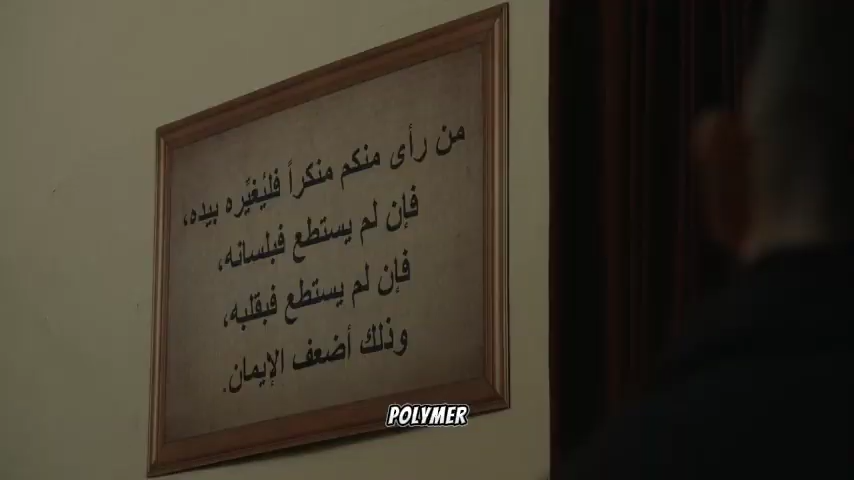 من رأى منكم منكراً فليُغيِّره بيده،
فإن لم يستطع فبلسانه،
فإن لم يستطع فبقلبه،
وذلك أضعف الإيمان.
POLYMER